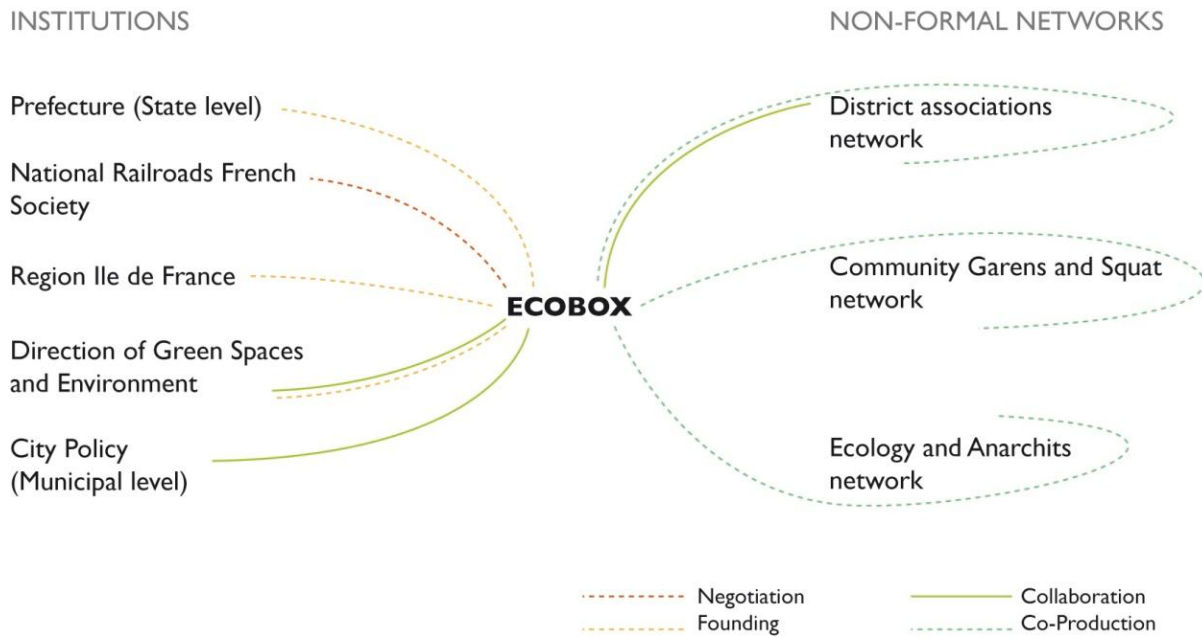 INSTITUTIONS
Prefecture (State level)
National Railroads French
Society
Region Ile de France
Direction of Green Spaces
and Environment
City Policy
(Municipal level)
ECOBOX
NON-FORMAL NETWORKS
District associations
network
Community Garens and Squat
network
Ecology and Anarchits
network
Negotiation
Founding
Collaboration
Co-Production